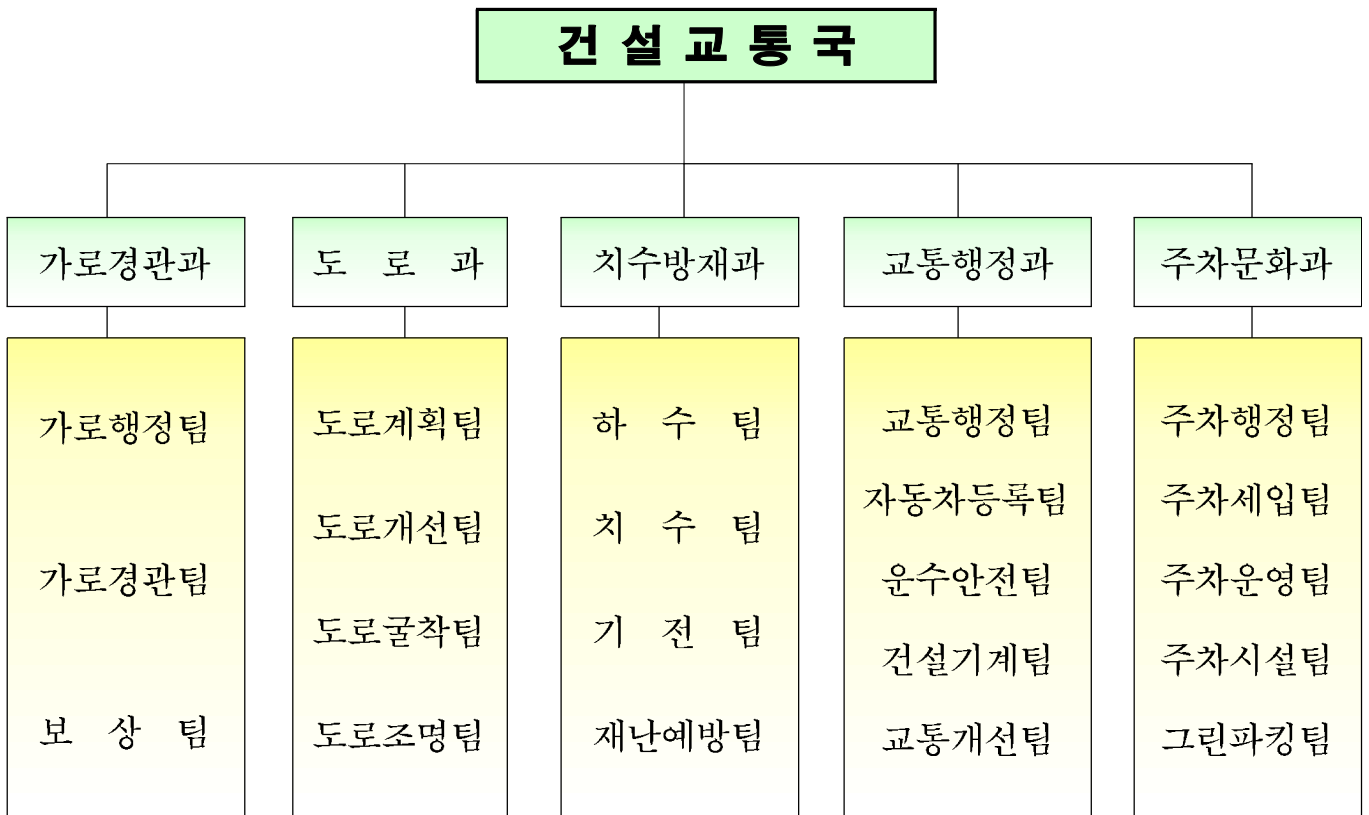 건 설 교 통 국
가로경관과
도 로 과
치수방재과
교통행정과
주차문화과
가로행정팀
가로경관팀
보 상 팀
도로계획팀
도로개선팀
도로굴착팀
도로조명팀
하 수 팀
치 수 팀
기 전 팀
재난예방팀
교통행정팀
자동차등록팀
운수안전팀
건설기계팀
교통개선팀
주차행정팀
주차세입팀
주차운영팀
주차시설팀
그린파킹팀